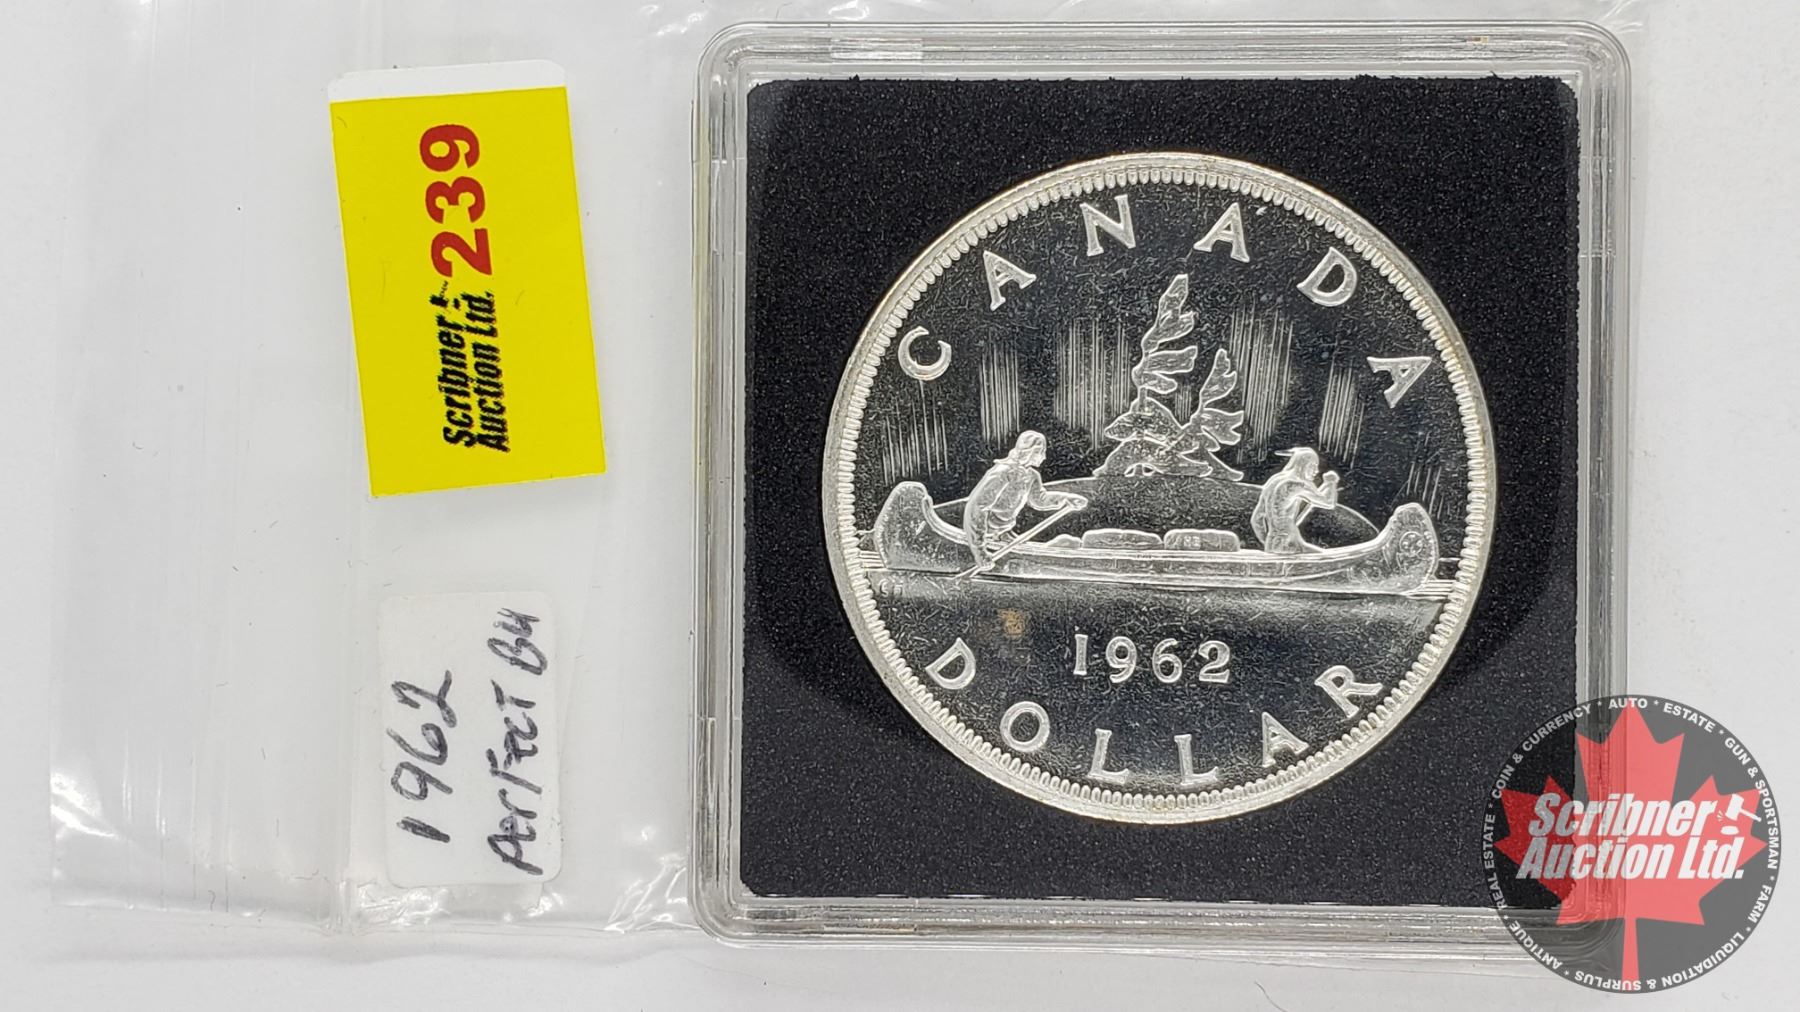 239
Scribner
Auction Ltd.
1962
PerFecT BU
CANADA
1962
DOLLAR
Scribner
Auction Ltd.
REAL ESTATE * COIN & CURRENCY * AUTO * ESTATE * GUN & SPORTSMAN * FARM * LIQUIDATION & SURPLUS * ANTIQUE *